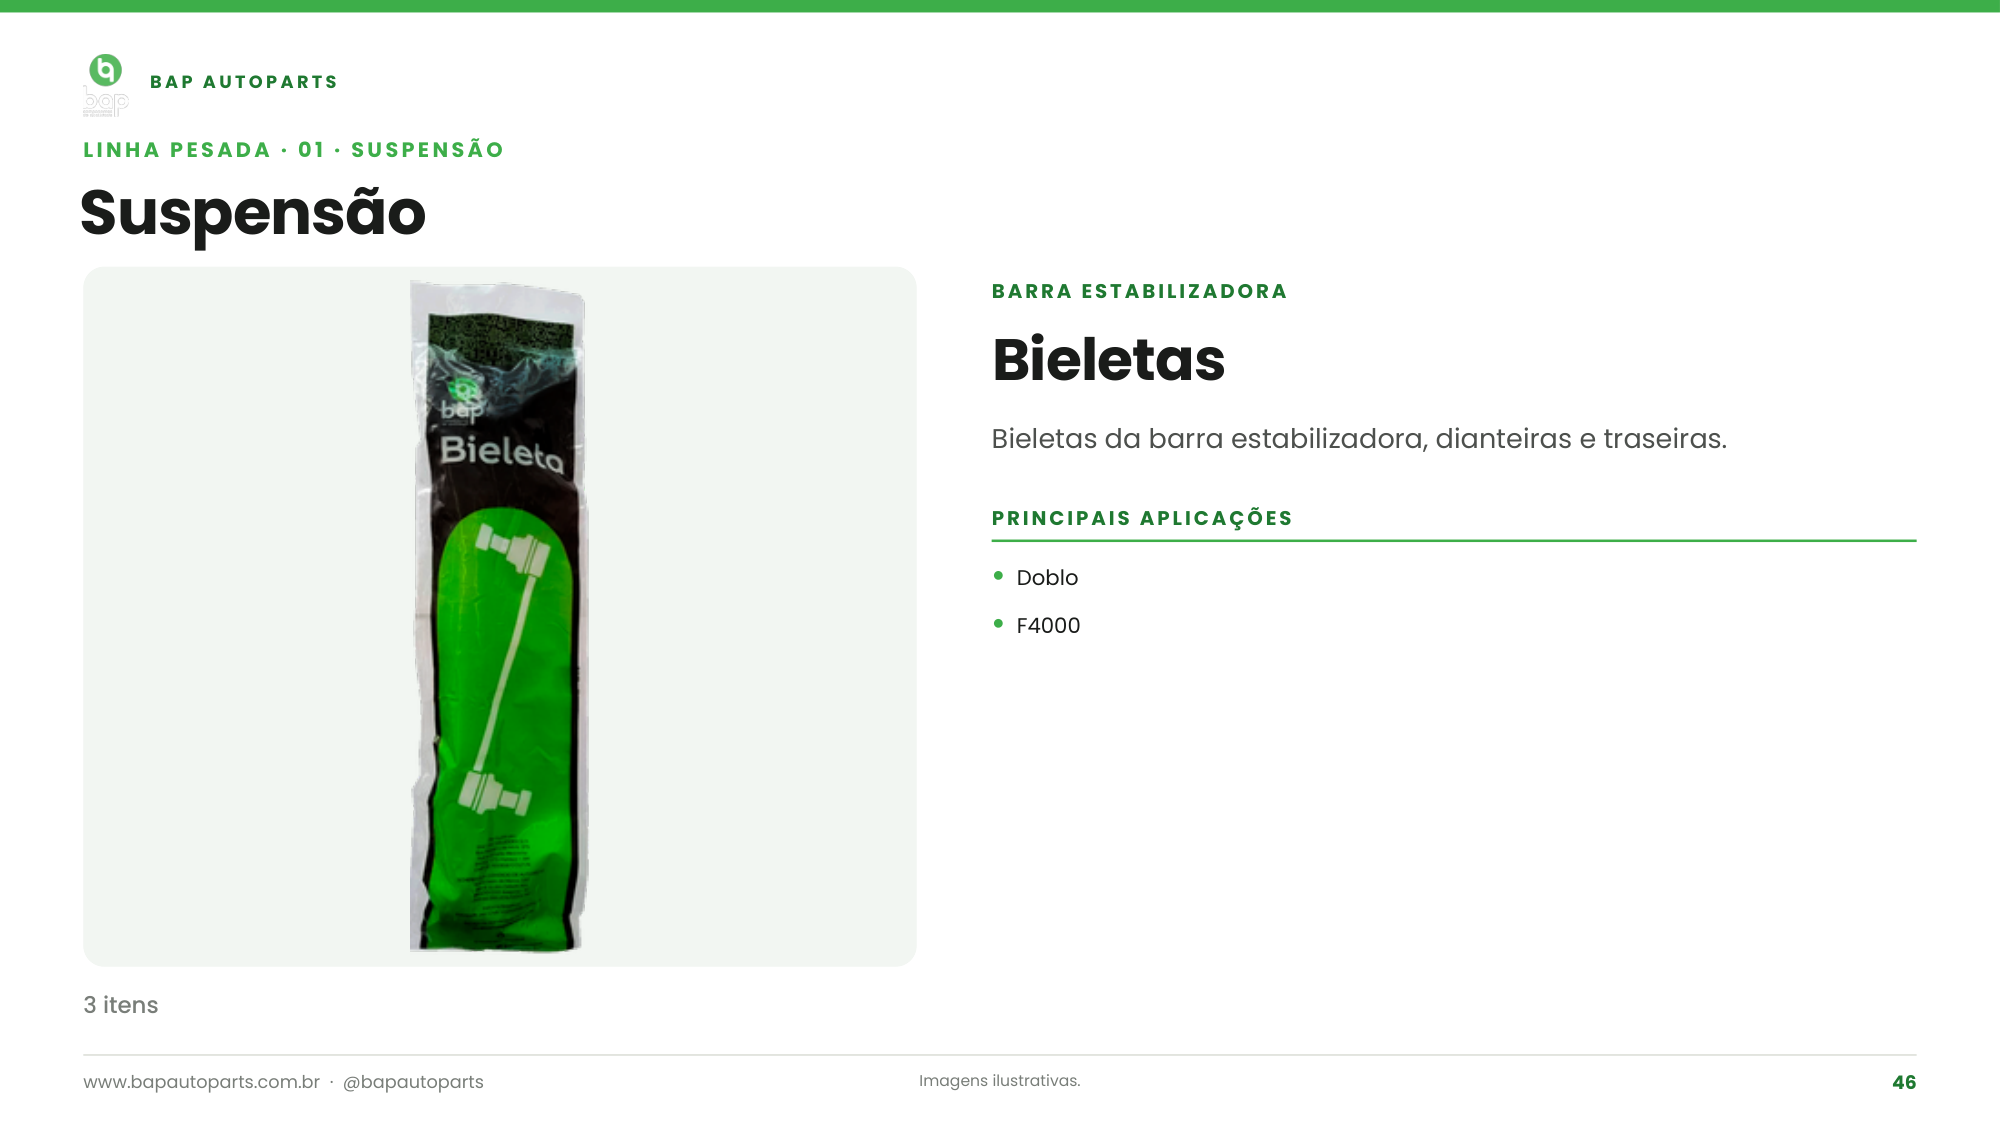 bap
BAP AUTOPARTS
LINHA PESADA · 01 · SUSPENSÃO
Suspensão
bap
Bieleta
BARRA ESTABILIZADORA
Bieletas
Bieletas da barra estabilizadora, dianteiras e traseiras.
PRINCIPAIS APLICAÇÕES
• Doblo
• F4000
3 itens
www.bapautoparts.com.br · @bapautoparts
Imagens ilustrativas.
46